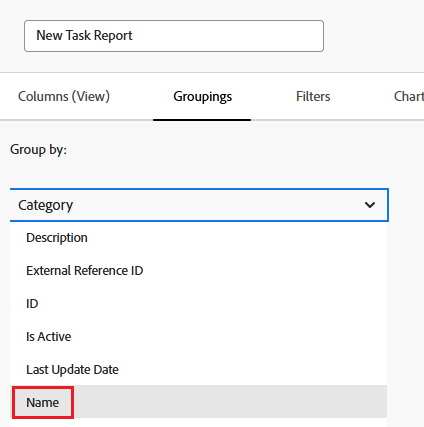 New Task Report
Columns (View) Groupings Filters Chart
Group by:
Category
Description
External Reference ID
ID
Is Active
Last Update Date
Name